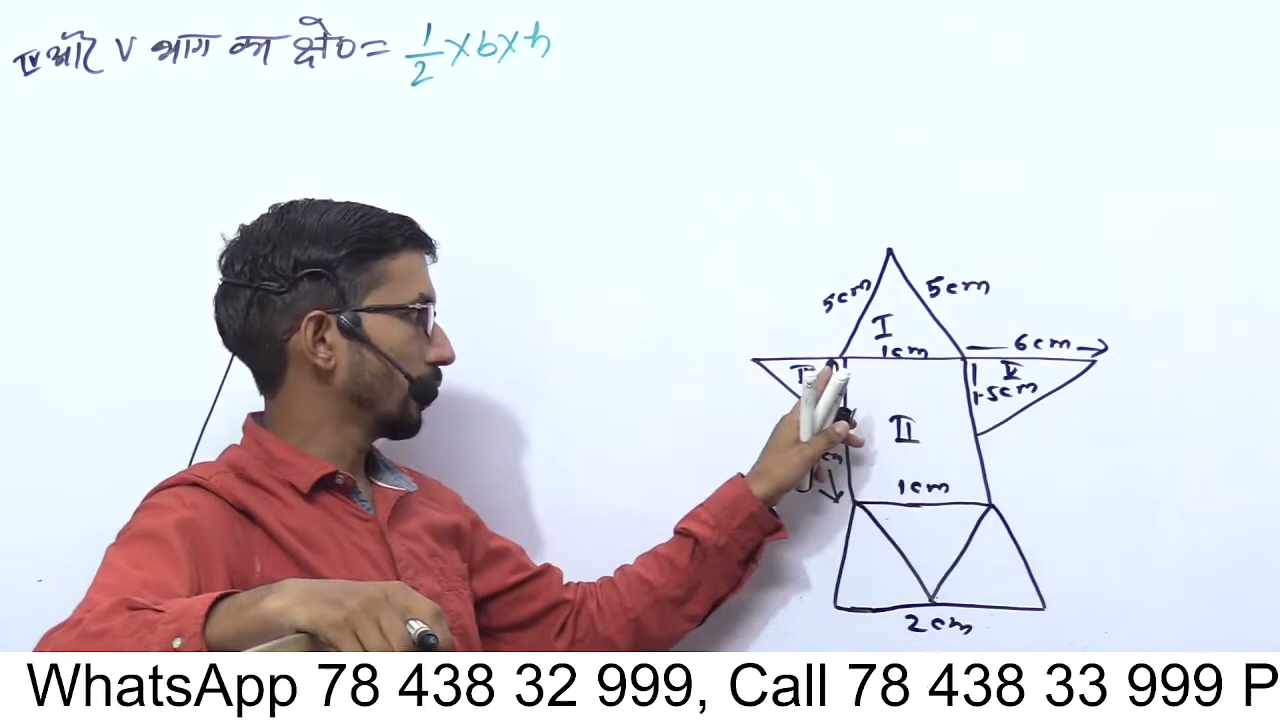 IV और V भाग का क्षे० = 1/2 × b × h
5cm
5cm
I
1cm
6cm
V
1.5cm
II
cm
1cm
2cm
WhatsApp 78 438 32 999, Call 78 438 33 999 P